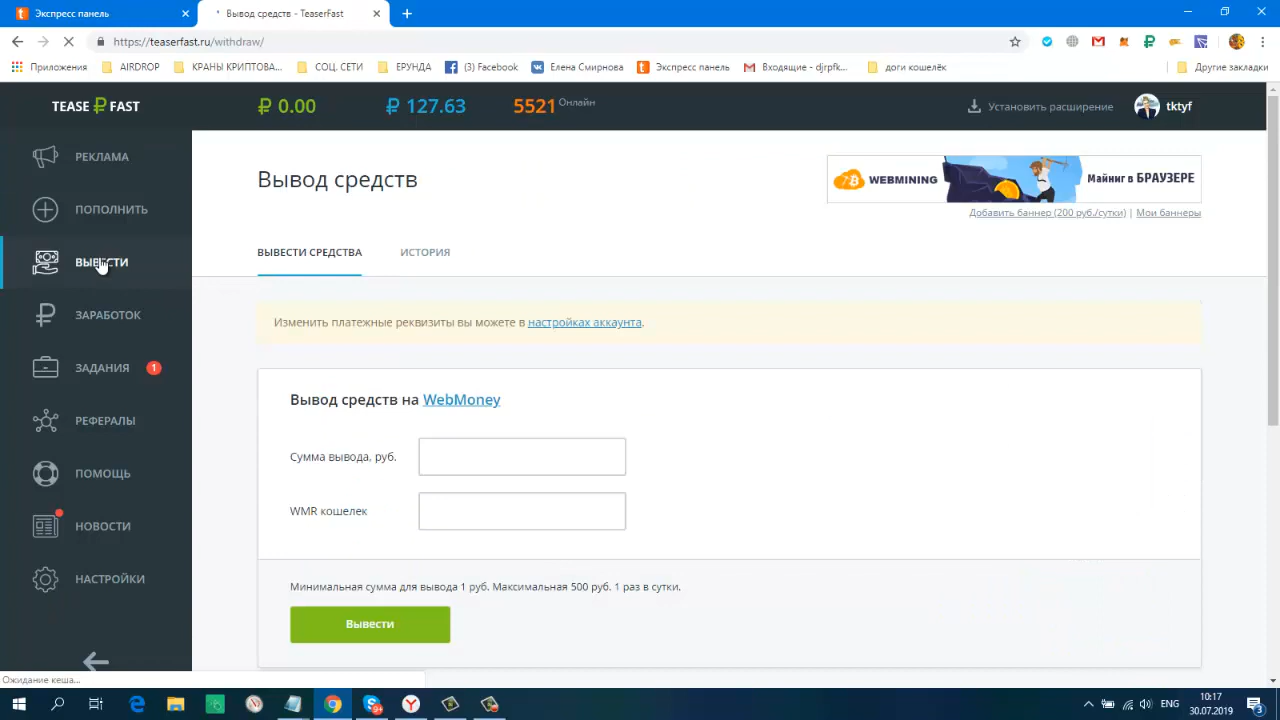 Экспресс панель
Вывод средств - TeaserFast
https://teaserfast.ru/withdraw/
Приложения
AIRDROP
КРАНЫ КРИПТОВА...
СОЦ. СЕТИ
ЕРУНДА
(3) Facebook
Елена Смирнова
Экспресс панель
Входящие - djrpfk...
доги кошелёк
Другие закладки
TEASE ₽ FAST
₽ 0.00
₽ 127.63
5521 Онлайн
Установить расширение
tktyf
РЕКЛАМА
ПОПОЛНИТЬ
ВЫВЕСТИ
ЗАРАБОТОК
ЗАДАНИЯ 1
РЕФЕРАЛЫ
ПОМОЩЬ
НОВОСТИ
НАСТРОЙКИ
Вывод средств
WEBMINING
Майнинг в БРАУЗЕРЕ
Добавить баннер (200 руб./сутки) | Мои баннеры
ВЫВЕСТИ СРЕДСТВА
ИСТОРИЯ
Изменить платежные реквизиты вы можете в настройках аккаунта.
Вывод средств на WebMoney
Сумма вывода, руб.
WMR кошелек
Минимальная сумма для вывода 1 руб. Максимальная 500 руб. 1 раз в сутки.
Вывести
Ожидание кеша...
ENG
10:17
30.07.2019